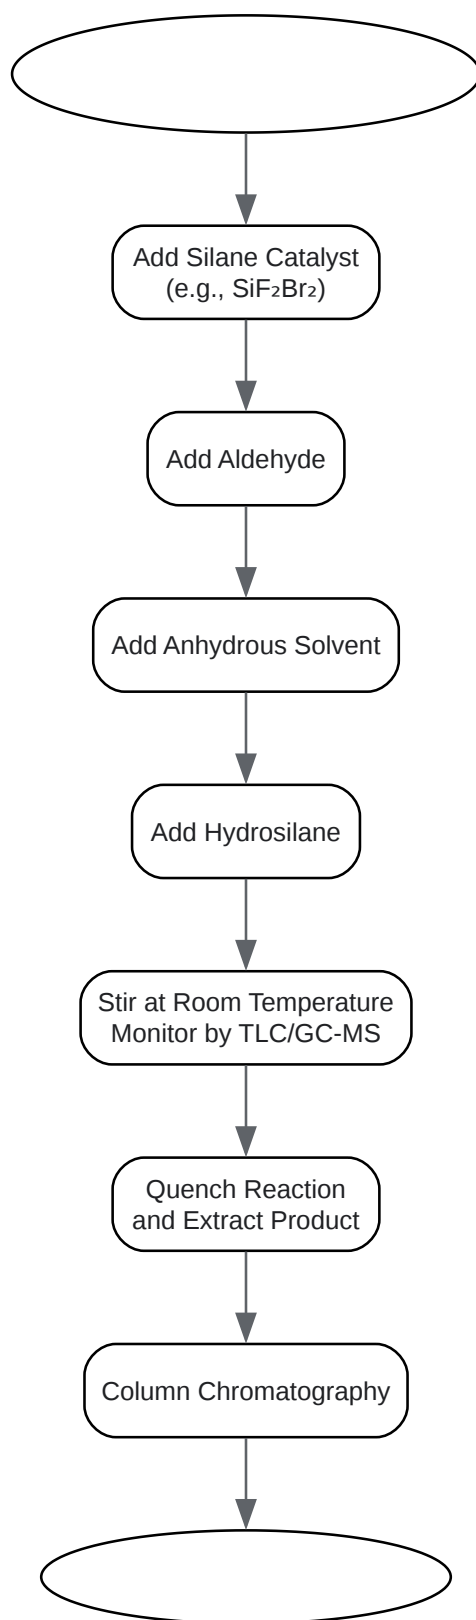 Add Silane Catalyst
(e.g., SiF₂Br₂)
Add Aldehyde
Add Anhydrous Solvent
Add Hydrosilane
Stir at Room Temperature
Monitor by TLC/GC-MS
Quench Reaction
and Extract Product
Column Chromatography